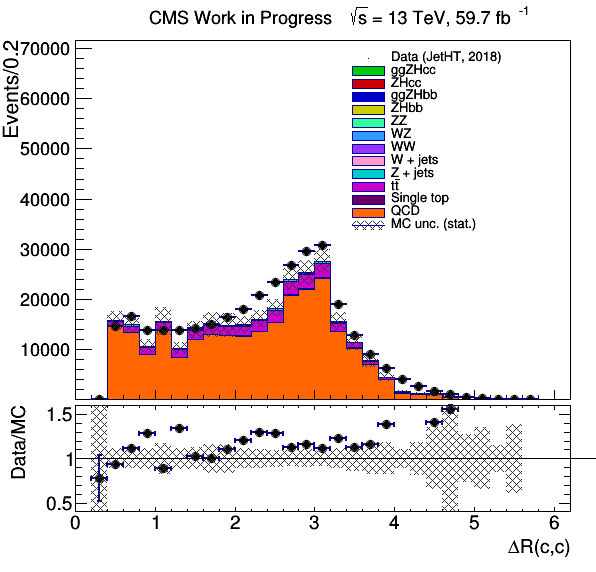 CMS Work in Progress √s = 13 TeV, 59.7 fb⁻¹
Events/0.2
70000
60000
50000
40000
30000
20000
10000
Data (JetHT, 2018)
ggZHcc
ZHcc
ggZHbb
ZHbb
ZZ
WZ
WW
W + jets
Z + jets
tt̄
Single top
QCD
MC unc. (stat.)
Data/MC
1.5
1
0.5
0 1 2 3 4 5 6
ΔR(c,c)